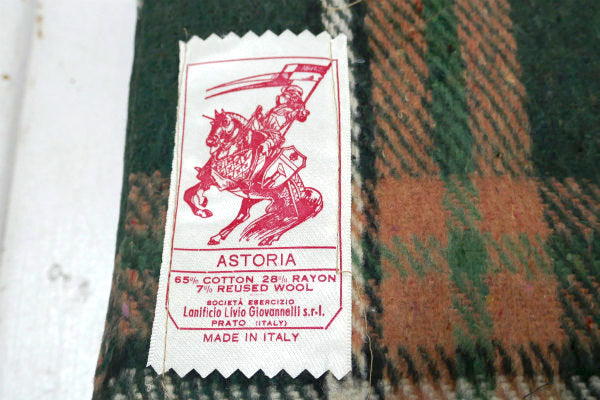 ASTORIA
65% COTTON 28% RAYON
7% REUSED WOOL
SOCIETÀ ESERCIZIO
Lanificio Livio Giovannelli s.r.l.
PRATO (ITALY)
MADE IN ITALY